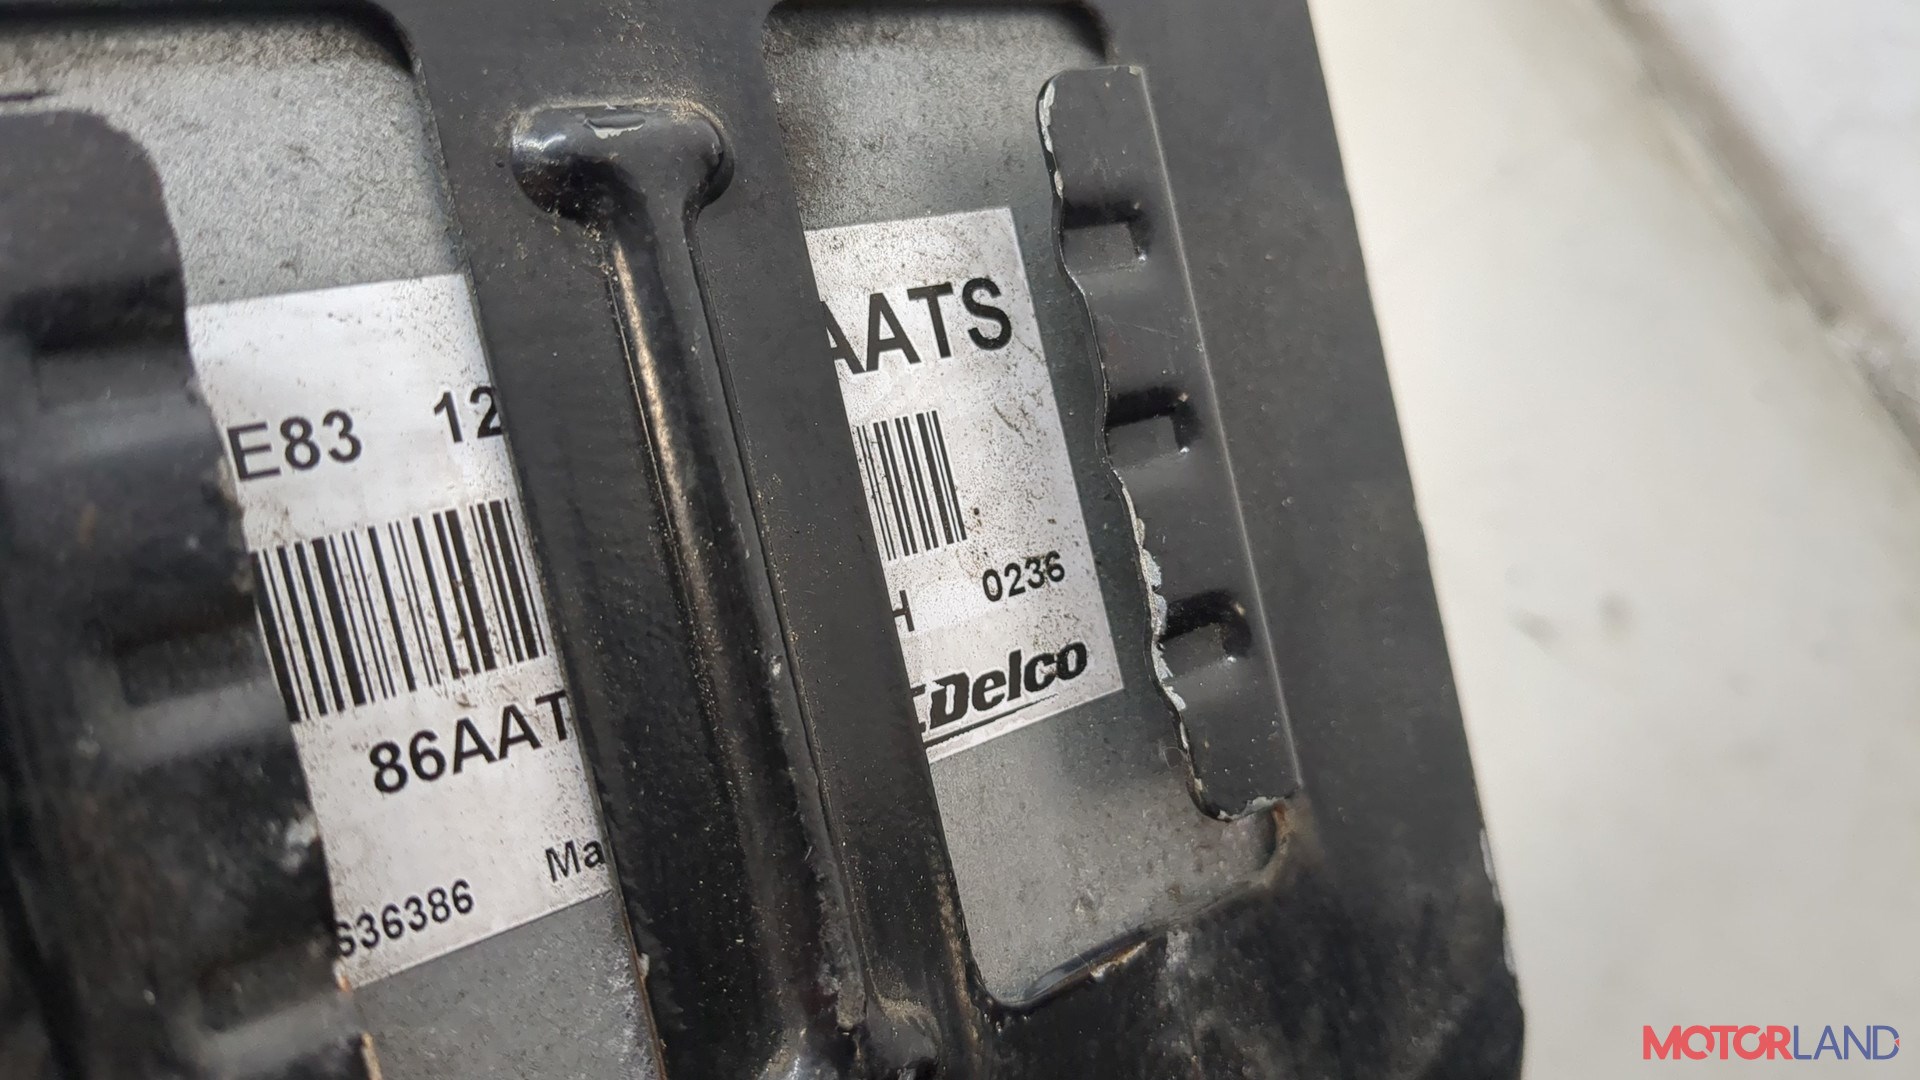 AATS
E83 12
0236
H
Delco
86AAT
636386 Ma
MOTORLAND